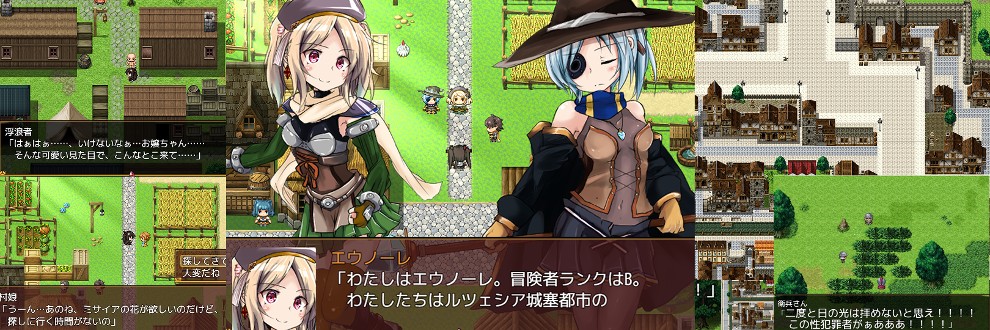 浮浪者
「はぁはぁ……、いけないなぁ…お嬢ちゃん……
そんな可愛い見た目で、こんなとこ来て……」
探してさて
人変だね
村娘
「うーん…あのね、ミサイアの花が欲しいのだけど、
探しに行く時間がないの」
エウノーレ
「わたしはエウノーレ。冒険者ランクはB。
わたしたちはルツェシア城塞都市の
！」
衛兵さん
「二度と日の光は拝めないと思え！！！！
この性犯罪者がぁあああ！！！！」